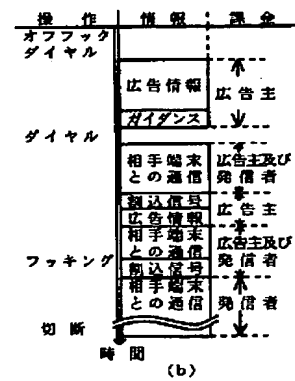 操作 情報 課金
オフフック
ダイヤル
広告情報
広告主
ガイダンス
ダイヤル
相手端末
との通信
広告主及び
発信者
割込信号
広告情報
広告主
相手端末
との通信
広告主及び
発信者
フッキング
割込信号
相手端末
との通信
発信者
切断
時間
(b)